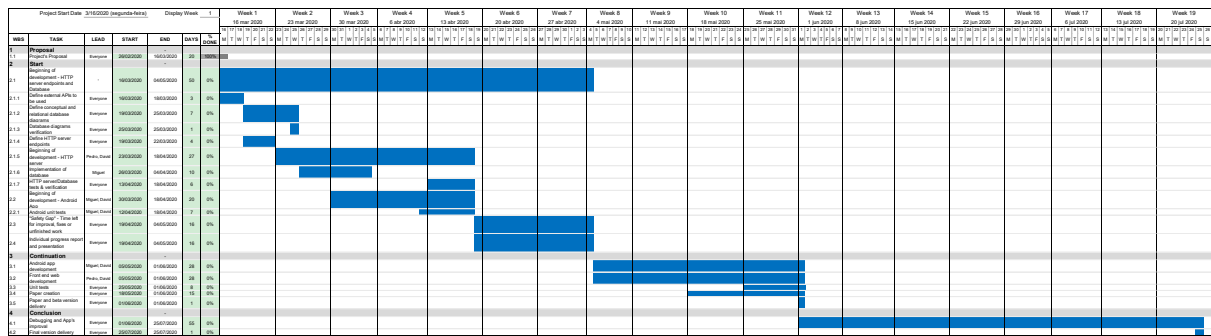 Project Start Date 3/16/2020 (segunda-feira) Display Week 1 Week 1 Week 2 Week 3 Week 4 Week 5 Week 6 Week 7 Week 8 Week 9 Week 10 Week 11 Week 12 Week 13 Week 14 Week 15 Week 16 Week 17 Week 18 Week 19
16 mar 2020 23 mar 2020 30 mar 2020 6 abr 2020 13 abr 2020 20 abr 2020 27 abr 2020 4 mai 2020 11 mai 2020 18 mai 2020 25 mai 2020 1 jun 2020 8 jun 2020 15 jun 2020 22 jun 2020 29 jun 2020 6 jul 2020 13 jul 2020 20 jul 2020
WBS TASK LEAD START END DAYS % DONE
1 Proposal -
1.1 Project's Proposal Everyone 26/02/2020 16/03/2020 20 100%
2 Start -
2.1 Beginning of development - HTTP server endpoints and Database - 16/03/2020 04/05/2020 50 0%
2.1.1 Define external APIs to be used Everyone 16/03/2020 18/03/2020 3 0%
2.1.2 Define conceptual and relational database diagrams Everyone 19/03/2020 25/03/2020 7 0%
2.1.3 Database diagrams verification Everyone 25/03/2020 25/03/2020 1 0%
2.1.4 Define HTTP server endpoints Everyone 19/03/2020 22/03/2020 4 0%
2.1.5 Beginning of development - HTTP server Pedro, David 23/03/2020 18/04/2020 27 0%
2.1.6 Implementation of database Miguel 26/03/2020 04/04/2020 10 0%
2.1.7 HTTP server/Database tests & verification Everyone 13/04/2020 18/04/2020 6 0%
2.2 Beginning of development - Android App Miguel, David 30/03/2020 18/04/2020 20 0%
2.2.1 Android unit tests Miguel, David 12/04/2020 18/04/2020 7 0%
2.3 "Safety Gap" - Time left for improval, fixes or unfinished work Everyone 19/04/2020 04/05/2020 16 0%
2.4 Individual progress report and presentation Everyone 19/04/2020 04/05/2020 16 0%
3 Continuation -
3.1 Android app development Miguel, David 05/05/2020 01/06/2020 28 0%
3.2 Front-end web development Pedro, David 05/05/2020 01/06/2020 28 0%
3.3 Unit tests Everyone 25/05/2020 01/06/2020 8 0%
3.4 Paper creation Everyone 18/05/2020 01/06/2020 15 0%
3.5 Paper and beta version delivery Everyone 01/06/2020 01/06/2020 1 0%
4 Conclusion -
4.1 Debugging and App's improval Everyone 01/06/2020 25/07/2020 55 0%
4.2 Final version delivery Everyone 25/07/2020 25/07/2020 1 0%